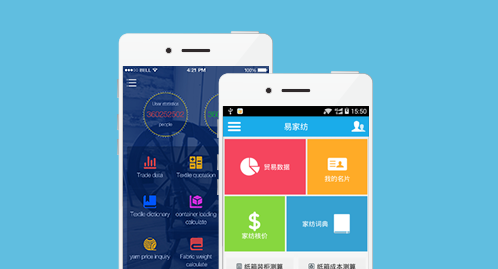 BELL
4:21 PM
100%
User statistics
360252502
people
Trade data
Textile quotation
Textile dictionary
container loading
calculate
yarn price inquiry
Fabric weight
calculate
15:50
易家纺
贸易数据
我的名片
家纺核价
家纺词典
纸箱装柜测算
纸箱成本测算